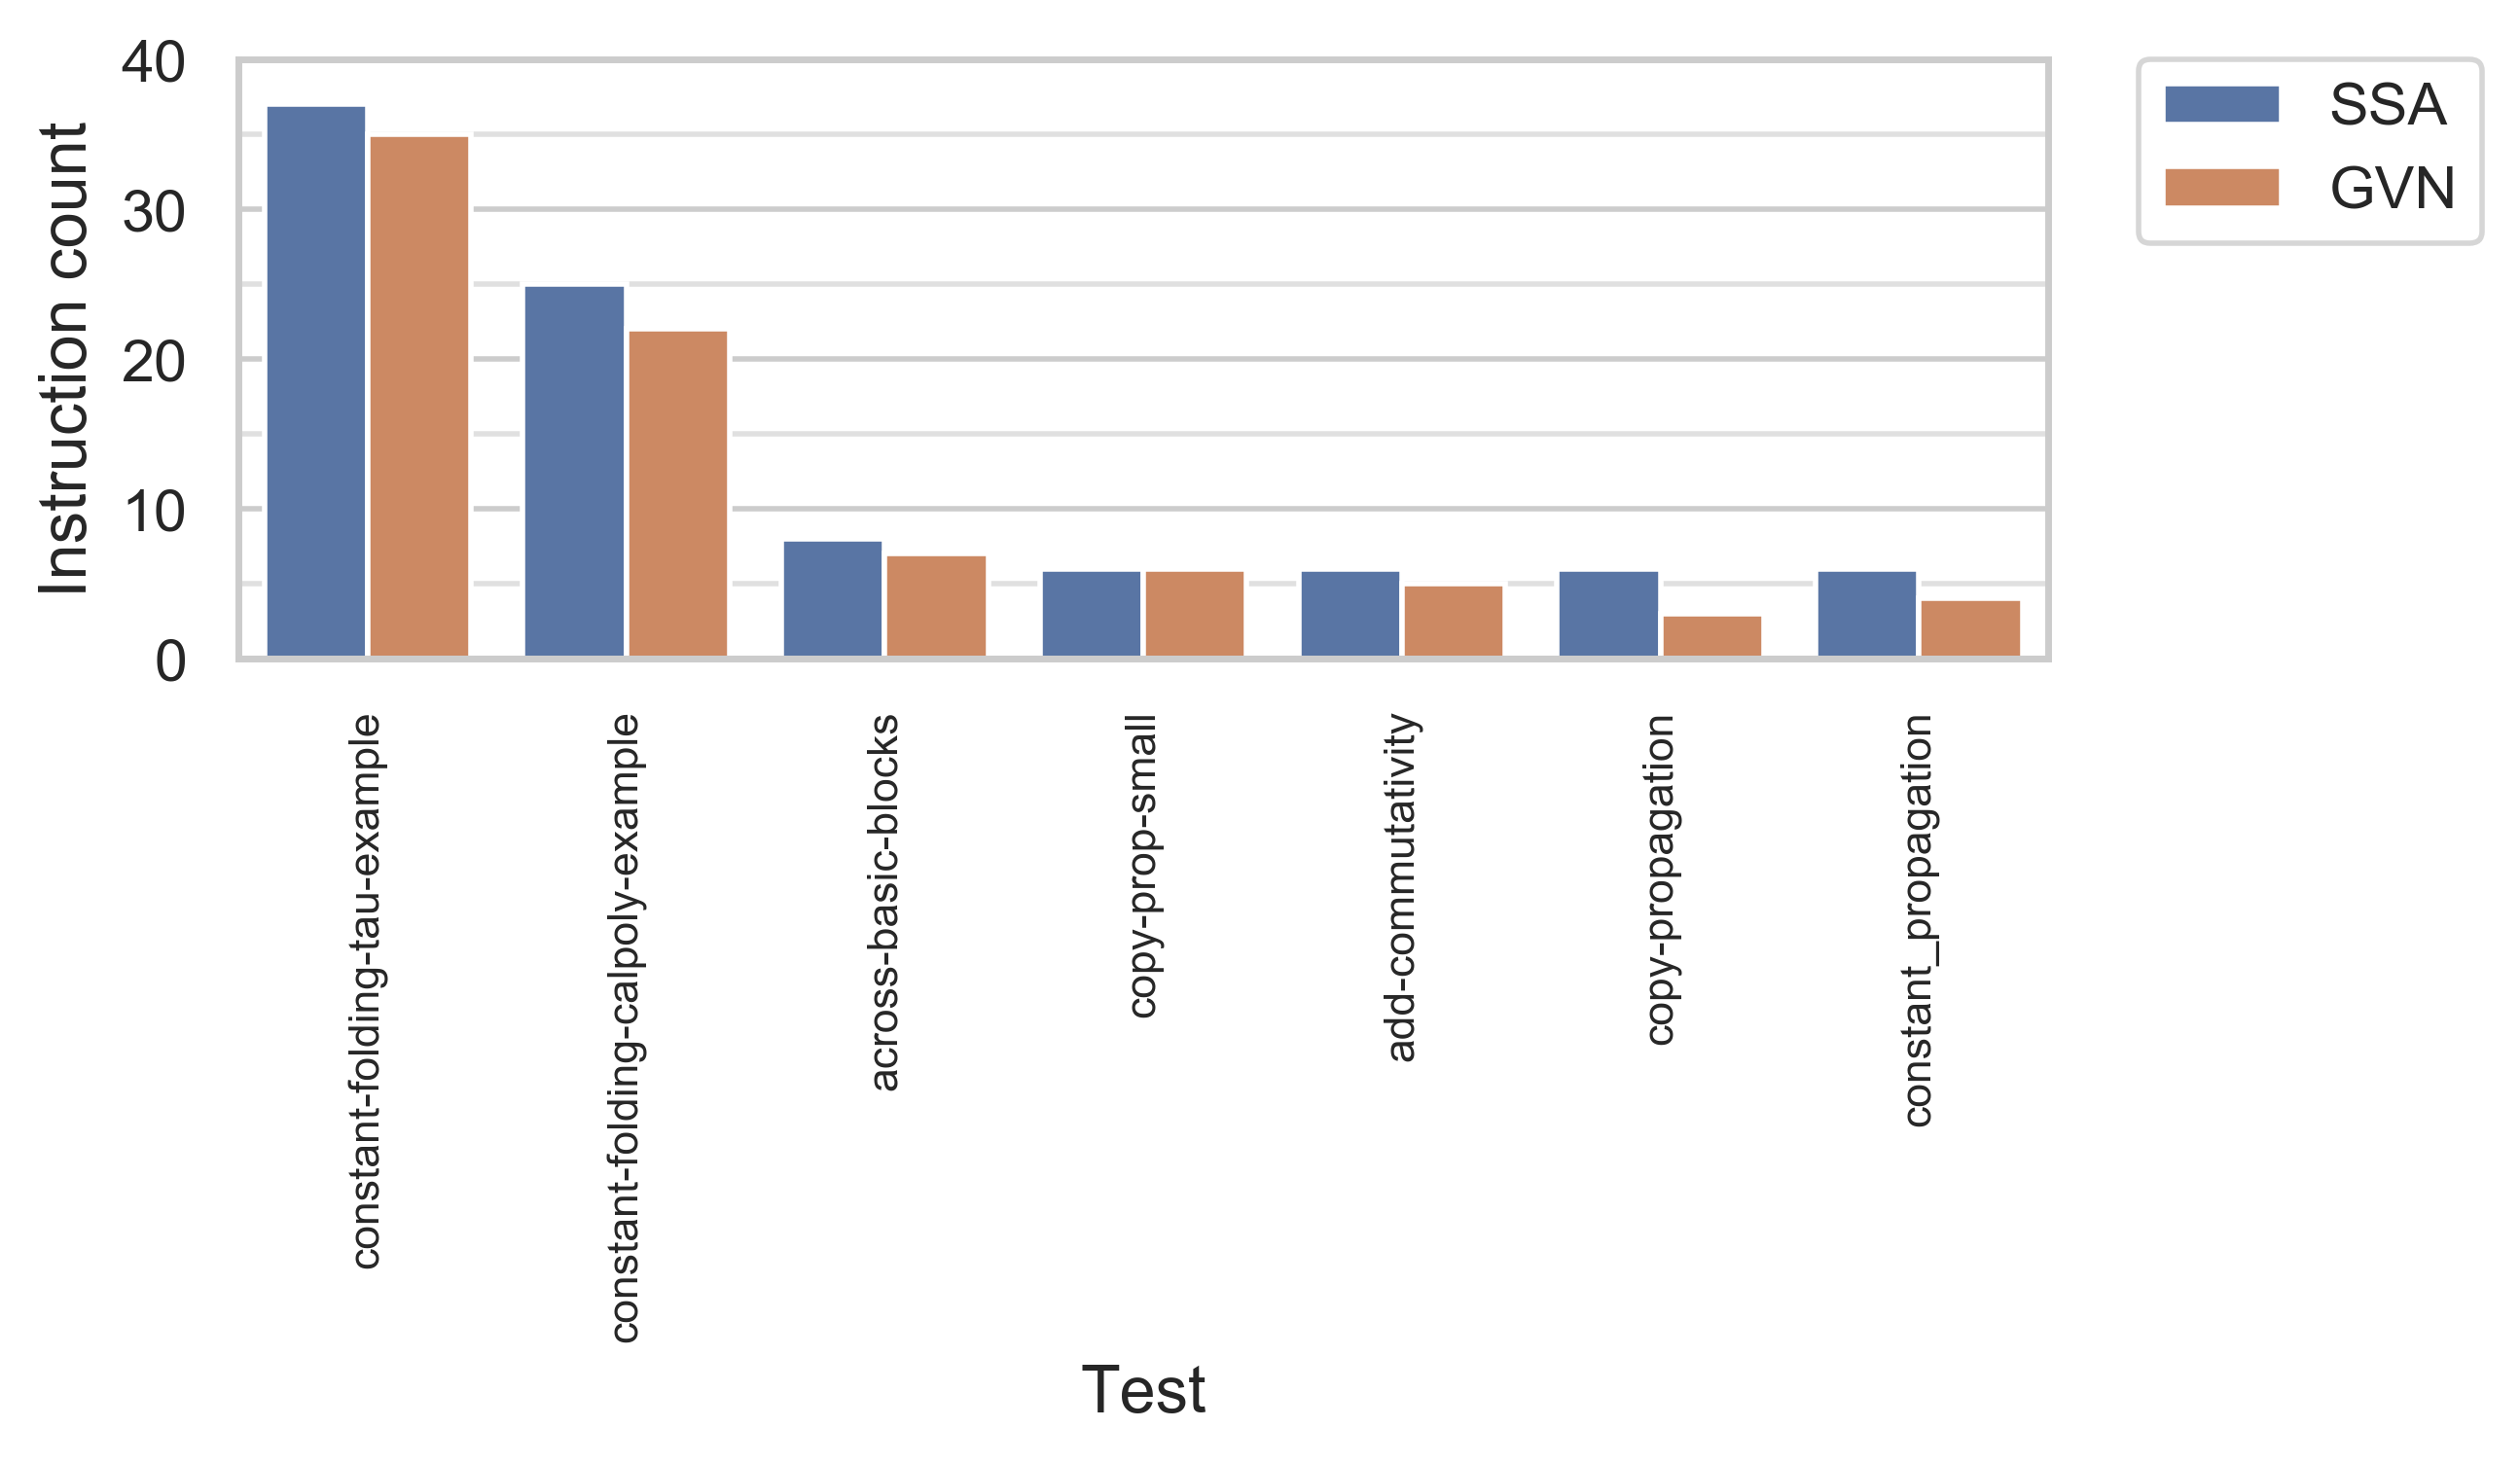 Instruction count
40
30
20
10
0
SSA
GVN
constant-folding-tau-example
constant-folding-calpoly-example
across-basic-blocks
copy-prop-small
add-commutativity
copy-propagation
constant_propagation
Test